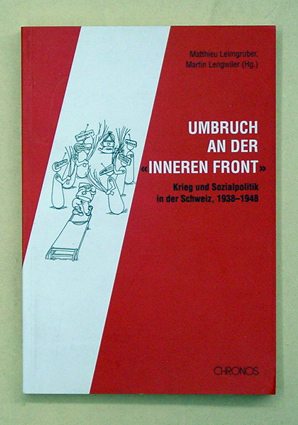 Matthieu Leimgruber,
Martin Lengwiler (Hg.)
UMBRUCH
AN DER
«INNEREN FRONT»
Krieg und Sozialpolitik
in der Schweiz, 1938–1948
CHRONOS